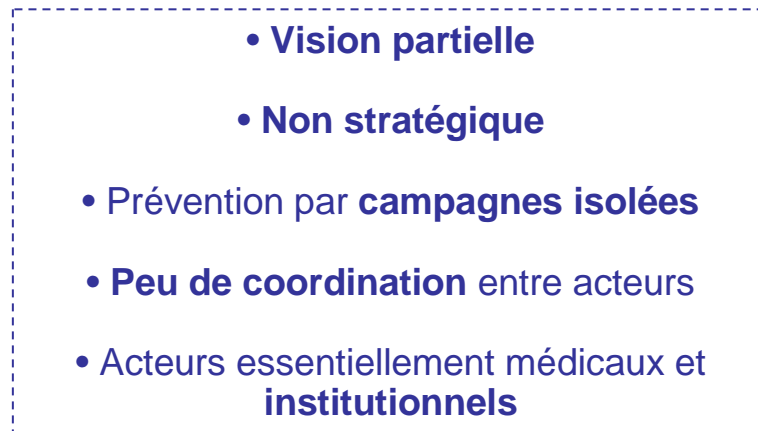 • Vision partielle
• Non stratégique
• Prévention par campagnes isolées
• Peu de coordination entre acteurs
• Acteurs essentiellement médicaux et
institutionnels